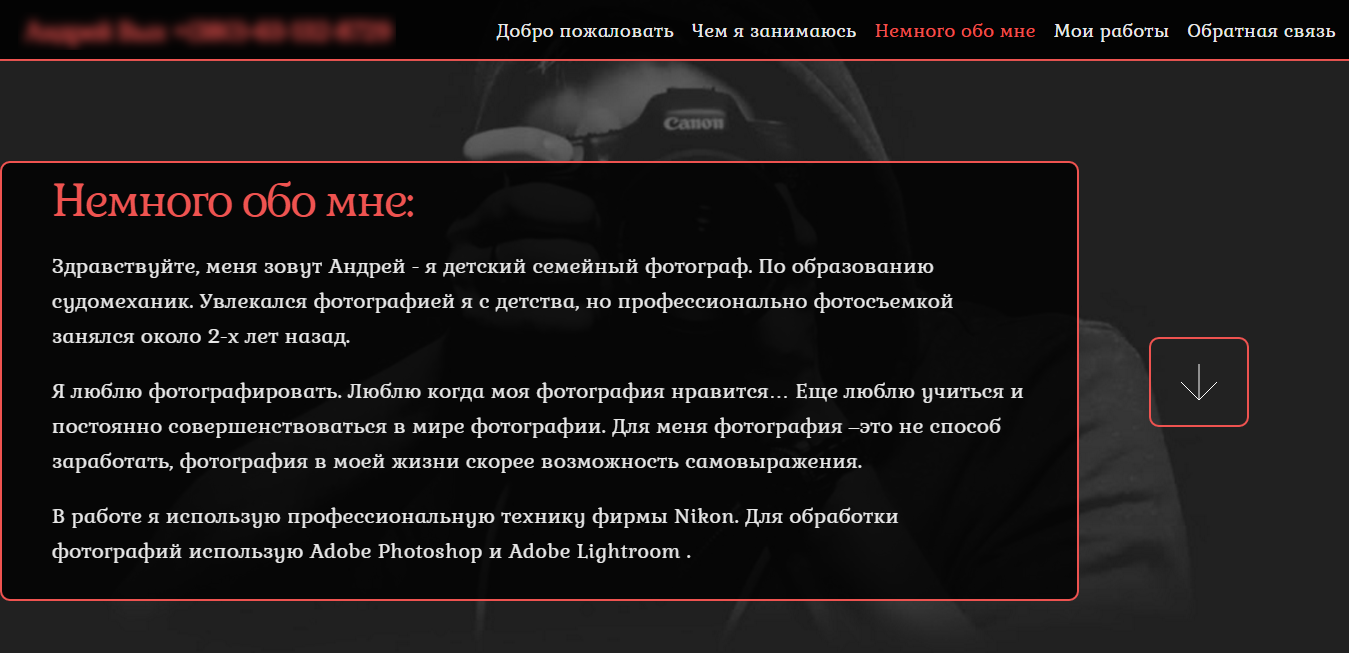 Добро пожаловать Чем я занимаюсь Немного обо мне Мои работы Обратная связь
Canon
Немного обо мне:
Здравствуйте, меня зовут Андрей - я детский семейный фотограф. По образованию
судомеханик. Увлекался фотографией я с детства, но профессионально фотосъемкой
занялся около 2-х лет назад.
Я люблю фотографировать. Люблю когда моя фотография нравится... Еще люблю учиться и
постоянно совершенствоваться в мире фотографии. Для меня фотография –это не способ
заработать, фотография в моей жизни скорее возможность самовыражения.
В работе я использую профессиональную технику фирмы Nikon. Для обработки
фотографий использую Adobe Photoshop и Adobe Lightroom .